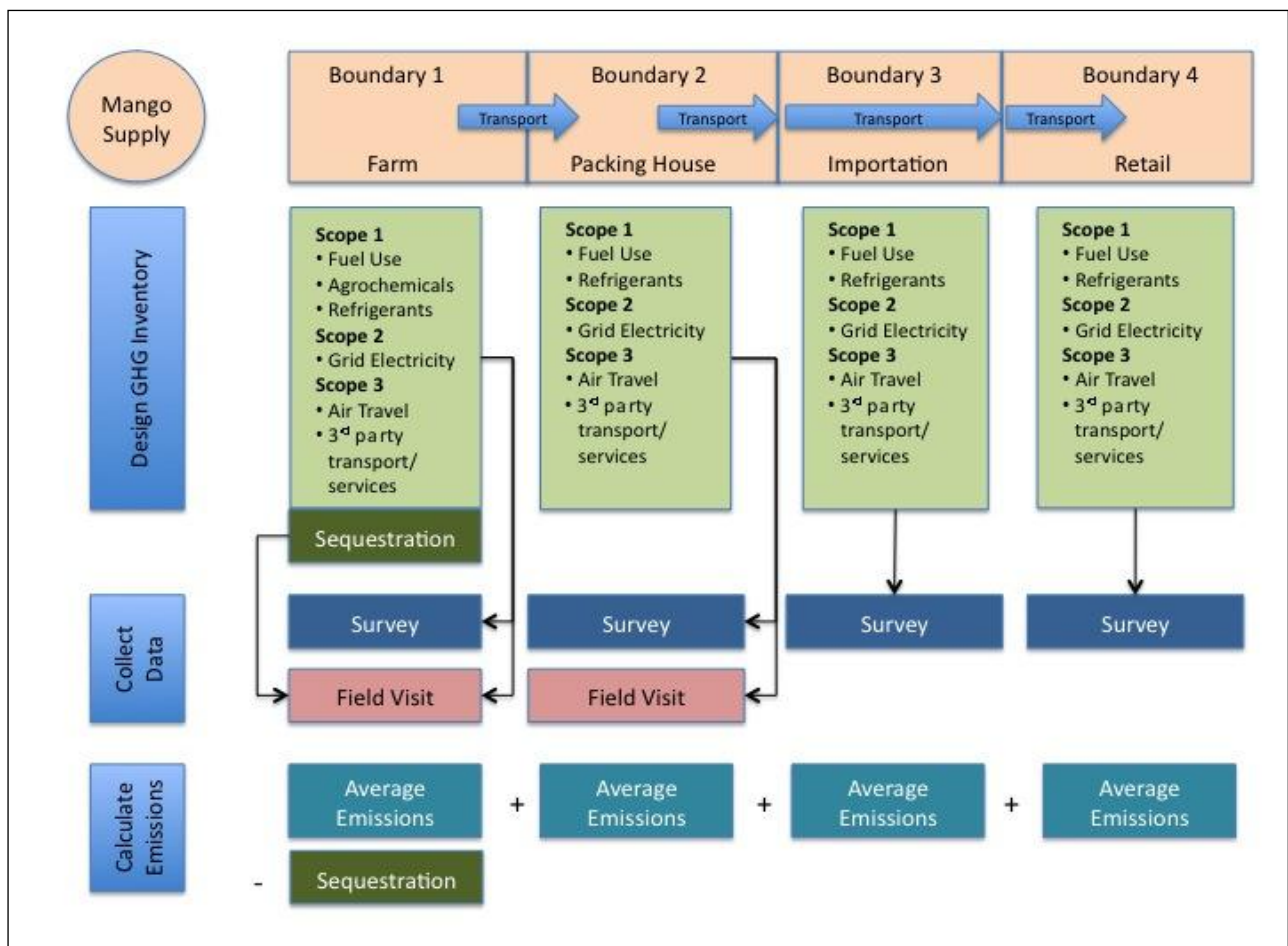 Mango
Supply
Boundary 1
Boundary 2
Boundary 3
Boundary 4
Transport
Transport
Transport
Transport
Farm
Packing House
Importation
Retail
Design GHG Inventory
Scope 1
• Fuel Use
• Agrochemicals
• Refrigerants
Scope 2
• Grid Electricity
Scope 3
• Air Travel
• 3rd party
transport/
services
Sequestration
Scope 1
• Fuel Use
• Refrigerants
Scope 2
• Grid Electricity
Scope 3
• Air Travel
• 3rd party
transport/
services
Scope 1
• Fuel Use
• Refrigerants
Scope 2
• Grid Electricity
Scope 3
• Air Travel
• 3rd party
transport/
services
Scope 1
• Fuel Use
• Refrigerants
Scope 2
• Grid Electricity
Scope 3
• Air Travel
• 3rd party
transport/
services
Collect
Data
Survey
Survey
Survey
Survey
Field Visit
Field Visit
Calculate
Emissions
Average
Emissions
+
Average
Emissions
+
Average
Emissions
+
Average
Emissions
-
Sequestration